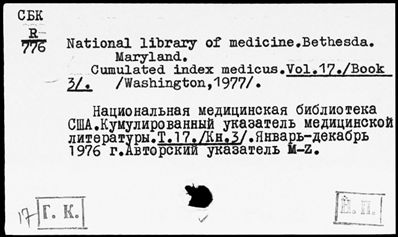 СБК
R
776
National library of medicine.Bethesda.
Maryland.
Cumulated index medicus.Vol.17./Book
3/. /Washington,1977/.
Национальная медицинская библиотека
США.Кумулированный указатель медицинской
литературы.Т.17./Кн.3/.Январь-декабрь
1976 г.Авторский указатель M-Z.
17 Г. К.